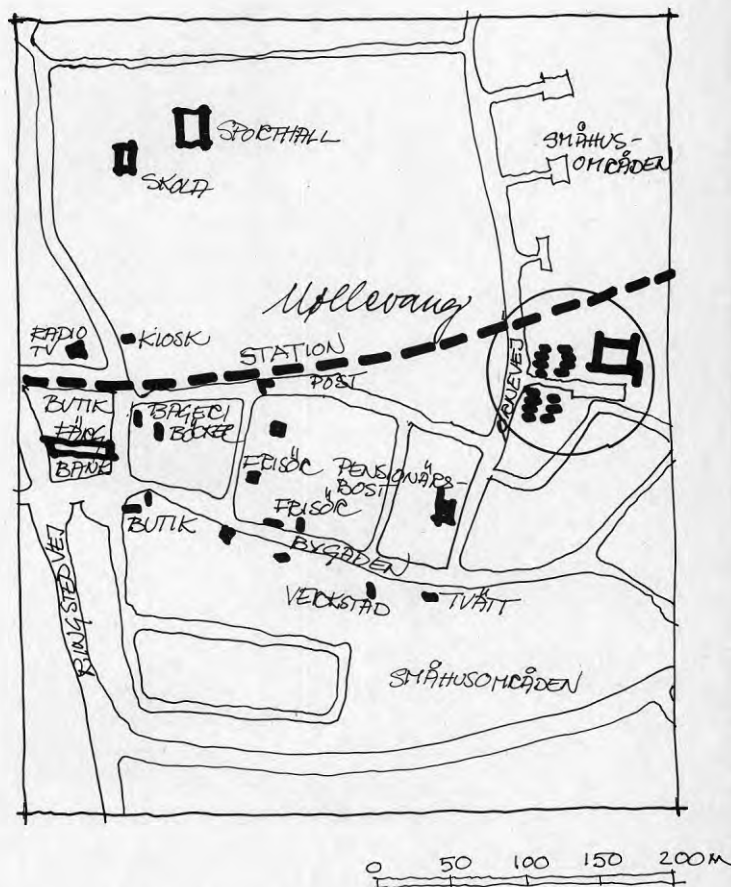 SPORTHALL
SKOLA
SMÅHUS-
OMRÅDEN
Møllevang
RADIO
TV
KIOSK
STATION
POST
BUTIK
FÄRG
BANK
BAGERI
BÖCKER
FRISÖR
PENSIONÄRS-
BOST
FRISÖR
BUTIK
BYGADEN
VERKSTAD
TVÄTT
RINGSTEDVEJ
SMÅHUSOMRÅDEN
0 50 100 150 200 M